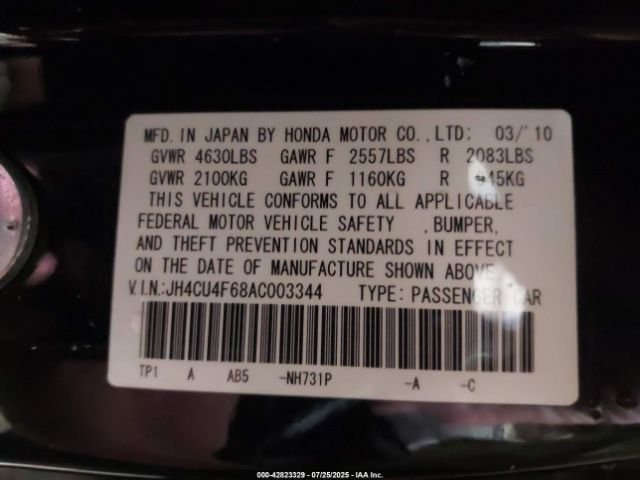 MFD. IN JAPAN BY HONDA MOTOR CO., LTD: 03/'10
GVWR 4630LBS GAWR F 2557LBS R 2083LBS
GVWR 2100KG GAWR F 1160KG R 945KG
THIS VEHICLE CONFORMS TO ALL APPLICABLE
FEDERAL MOTOR VEHICLE SAFETY , BUMPER,
AND THEFT PREVENTION STANDARDS IN EFFECT
ON THE DATE OF MANUFACTURE SHOWN ABOVE.
V.I.N.:JH4CU4F68AC003344 TYPE: PASSENGER CAR
TP1 A AB5 -NH731P -A -C
000-42823329 - 07/25/2025 - IAA Inc.